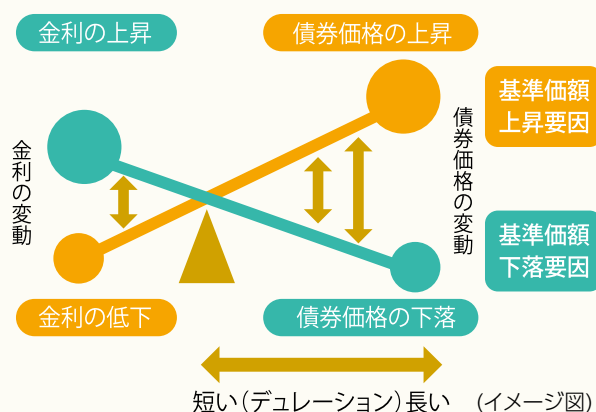 金利の上昇
債券価格の上昇
基準価額
上昇要因
金利の変動
債券価格の変動
基準価額
下落要因
金利の低下
債券価格の下落
短い(デュレーション)長い (イメージ図)